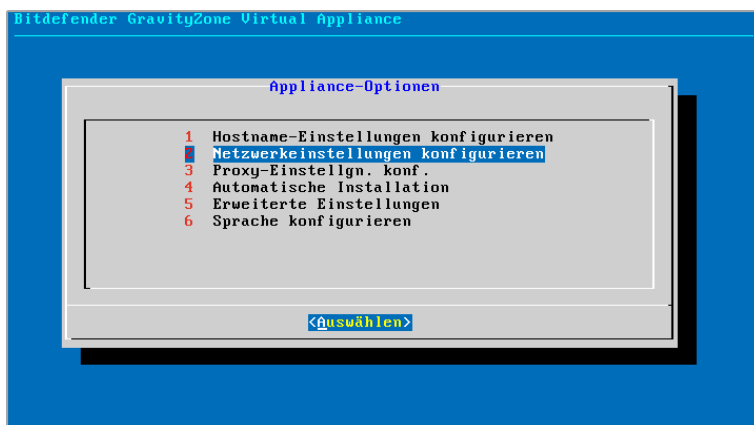 Bitdefender GravityZone Virtual Appliance
Appliance-Optionen
1 Hostname-Einstellungen konfigurieren
2 Netzwerkeinstellungen konfigurieren
3 Proxy-Einstellgn. konf.
4 Automatische Installation
5 Erweiterte Einstellungen
6 Sprache konfigurieren
<Auswählen>